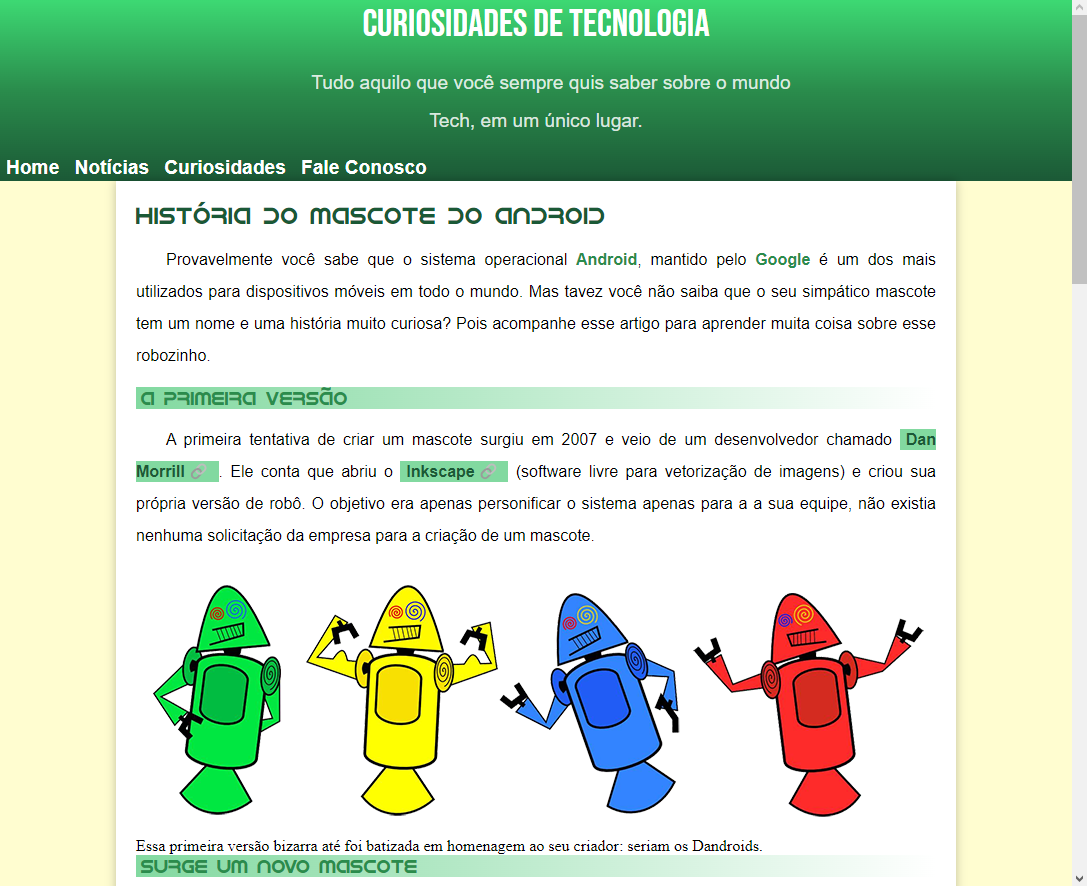 CURIOSIDADES DE TECNOLOGIA
Tudo aquilo que você sempre quis saber sobre o mundo
Tech, em um único lugar.
Home Notícias Curiosidades Fale Conosco
HISTÓRIA DO MASCOTE DO ANDROID
Provavelmente você sabe que o sistema operacional Android, mantido pelo Google é um dos mais
utilizados para dispositivos móveis em todo o mundo. Mas tavez você não saiba que o seu simpático mascote
tem um nome e uma história muito curiosa? Pois acompanhe esse artigo para aprender muita coisa sobre esse
robozinho.
A PRIMEIRA VERSÃO
A primeira tentativa de criar um mascote surgiu em 2007 e veio de um desenvolvedor chamado Dan
Morrill. Ele conta que abriu o Inkscape (software livre para vetorização de imagens) e criou sua
própria versão de robô. O objetivo era apenas personificar o sistema apenas para a a sua equipe, não existia
nenhuma solicitação da empresa para a criação de um mascote.
Essa primeira versão bizarra até foi batizada em homenagem ao seu criador: seriam os Dandroids.
SURGE UM NOVO MASCOTE